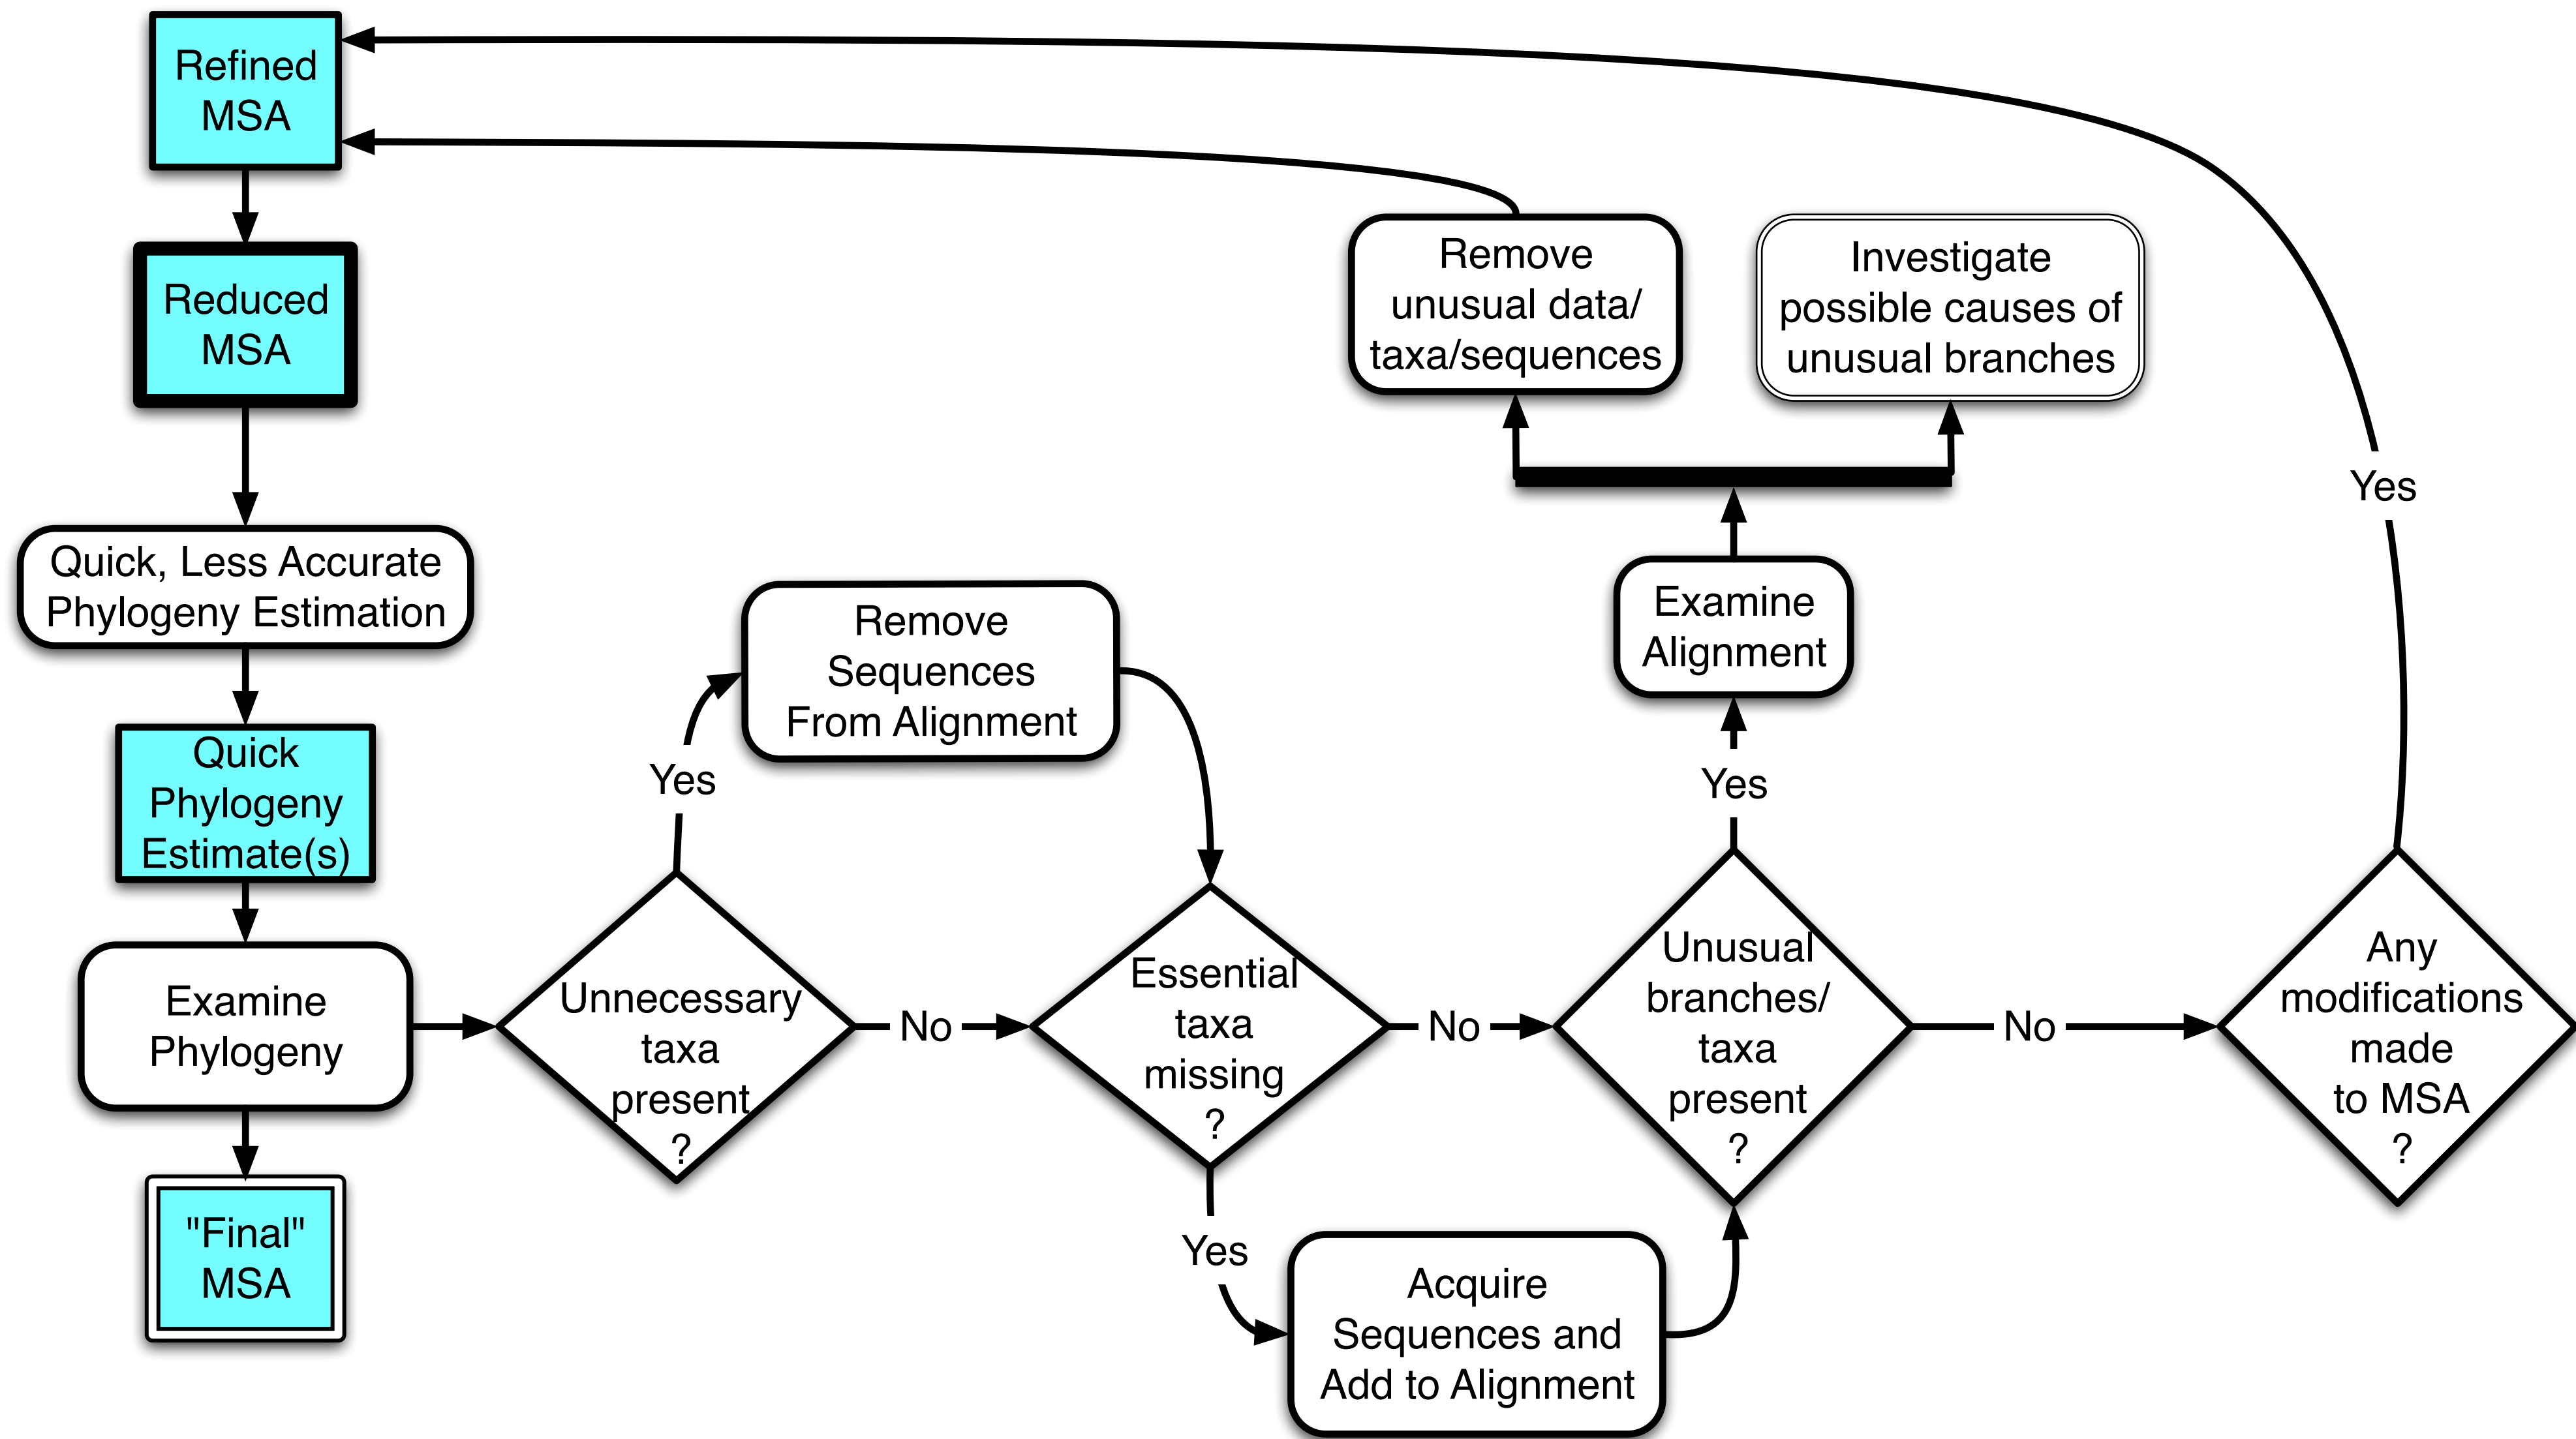 Refined
MSA
Reduced
MSA
Quick, Less Accurate
Phylogeny Estimation
Quick
Phylogeny
Estimate(s)
Examine
Phylogeny
"Final"
MSA
Unnecessary
taxa
present
?
Yes
No
Remove
Sequences
From Alignment
Essential
taxa
missing
?
Yes
No
Acquire
Sequences and
Add to Alignment
Unusual
branches/
taxa
present
?
Yes
No
Examine
Alignment
Remove
unusual data/
taxa/sequences
Investigate
possible causes of
unusual branches
Any
modifications
made
to MSA
?
Yes